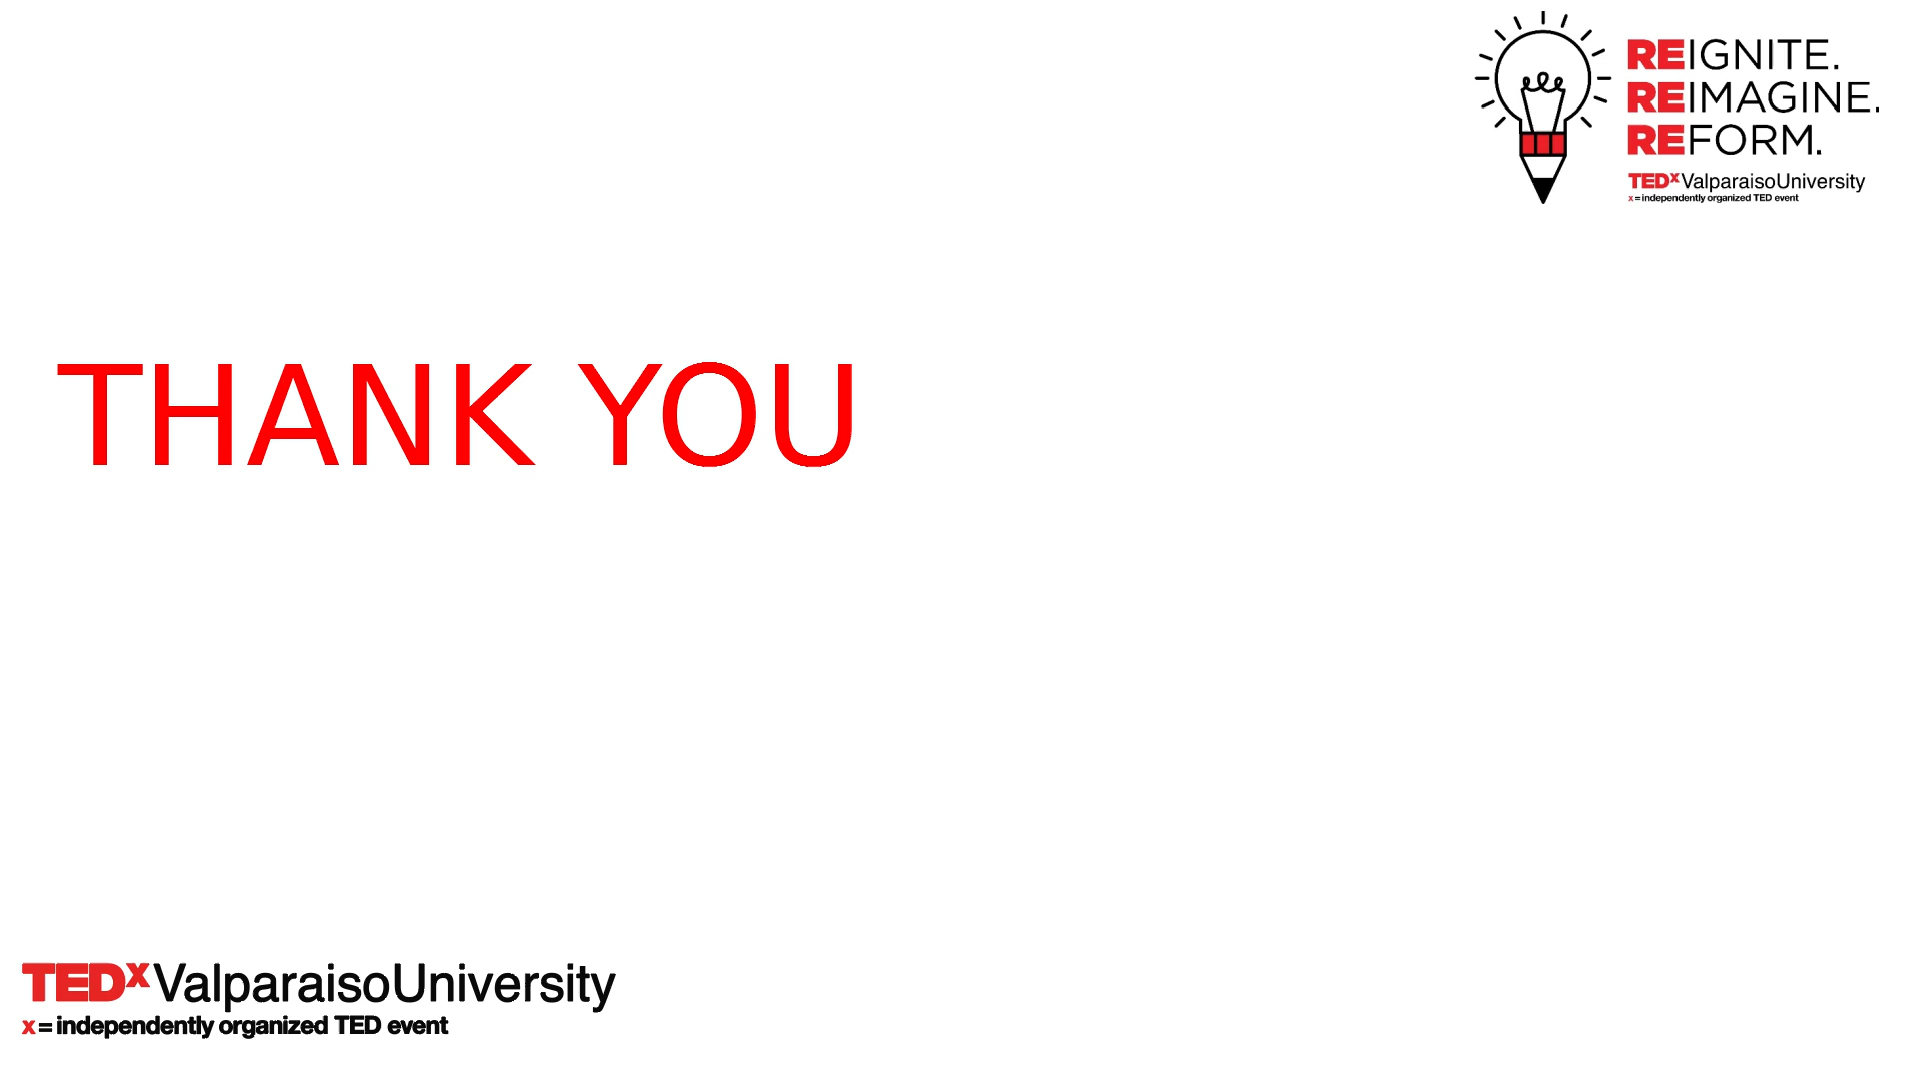 REIGNITE.
REIMAGINE.
REFORM.
TEDxValparaisoUniversity
x = independently organized TED event
THANK YOU
TEDxValparaisoUniversity
x = independently organized TED event